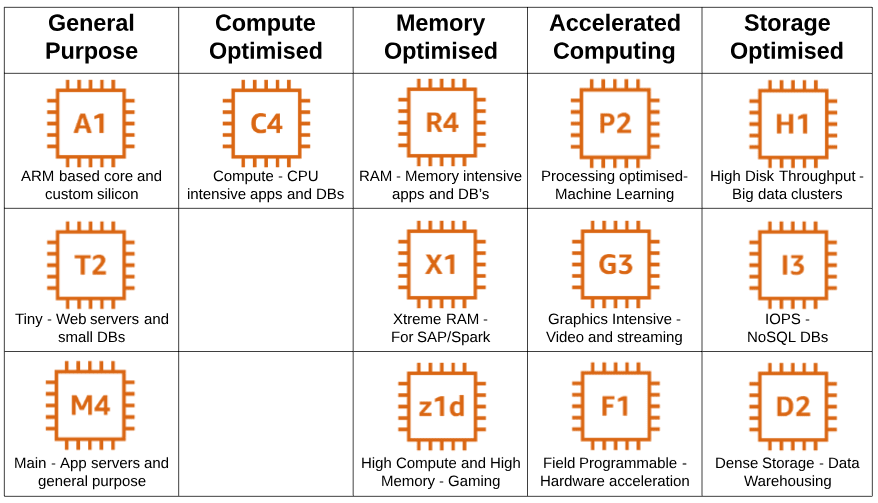 General
Purpose
Compute
Optimised
Memory
Optimised
Accelerated
Computing
Storage
Optimised
A1
ARM based core and
custom silicon
C4
Compute - CPU
intensive apps and DBs
R4
RAM - Memory intensive
apps and DB's
P2
Processing optimised-
Machine Learning
H1
High Disk Throughput -
Big data clusters
T2
Tiny - Web servers and
small DBs
X1
Xtreme RAM -
For SAP/Spark
G3
Graphics Intensive -
Video and streaming
I3
IOPS -
NoSQL DBs
M4
Main - App servers and
general purpose
z1d
High Compute and High
Memory - Gaming
F1
Field Programmable -
Hardware acceleration
D2
Dense Storage - Data
Warehousing